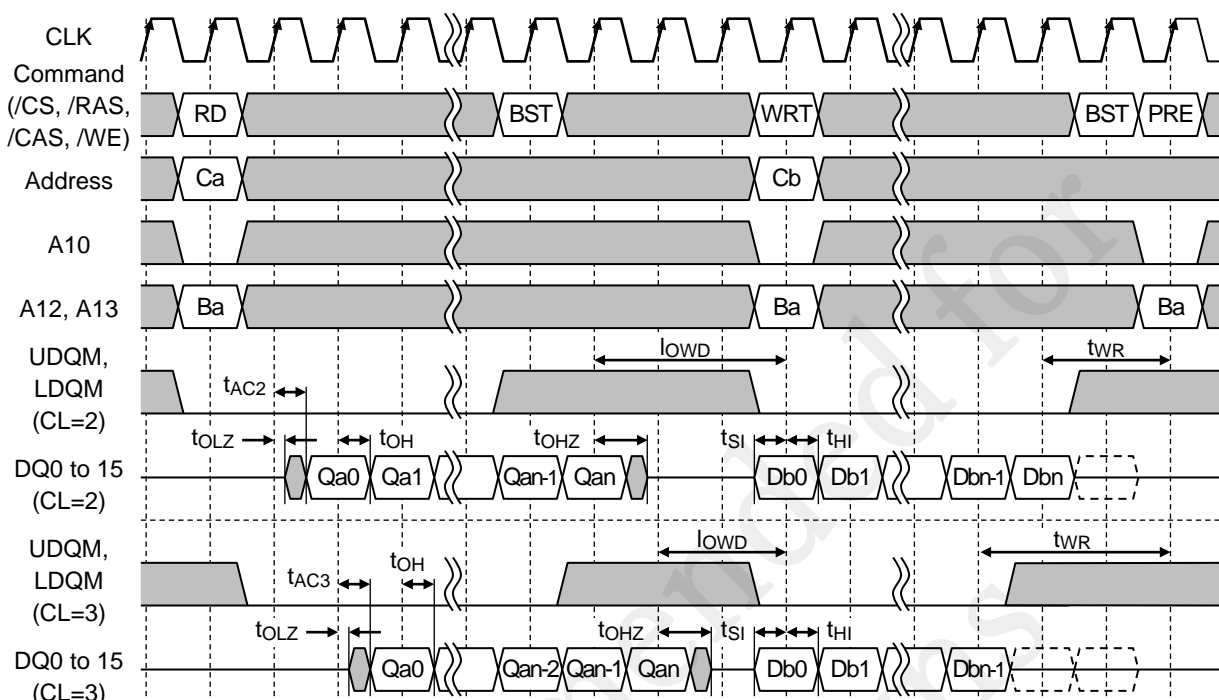 CLK
Command
(/CS, /RAS,
/CAS, /WE)
RD BST WRT BST PRE
Address Ca Cb
A10
A12, A13 Ba Ba Ba
UDQM,
LDQM
(CL=2)
tAC2 lOWD tWR
tOLZ tOH tOHZ tSI tHI
DQ0 to 15
(CL=2)
Qa0 Qa1 Qan-1 Qan Db0 Db1 Dbn-1 Dbn
UDQM,
LDQM
(CL=3)
tAC3 tOH lOWD tWR
tOLZ tOHZ tSI tHI
DQ0 to 15
(CL=3)
Qa0 Qan-2 Qan-1 Qan Db0 Db1 Dbn-1
ended for
ns